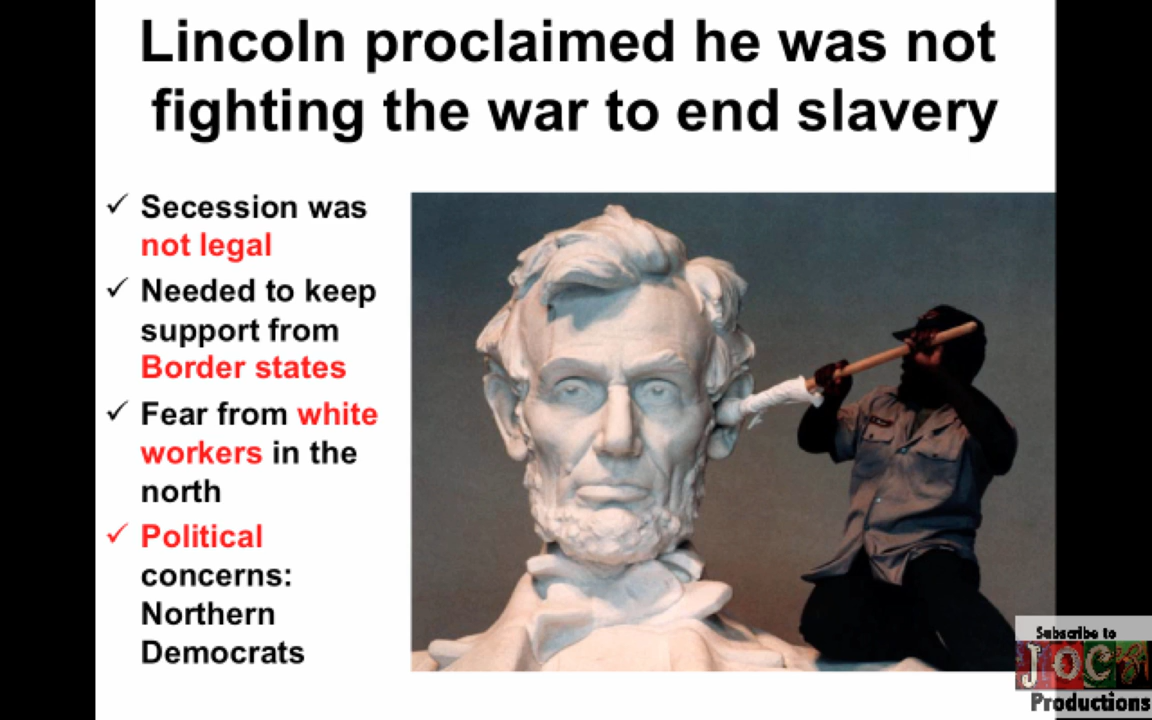 Lincoln proclaimed he was not
fighting the war to end slavery
✓ Secession was
not legal
✓ Needed to keep
support from
Border states
✓ Fear from white
workers in the
north
✓ Political
concerns:
Northern
Democrats
Subscribe to
JOCz
Productions